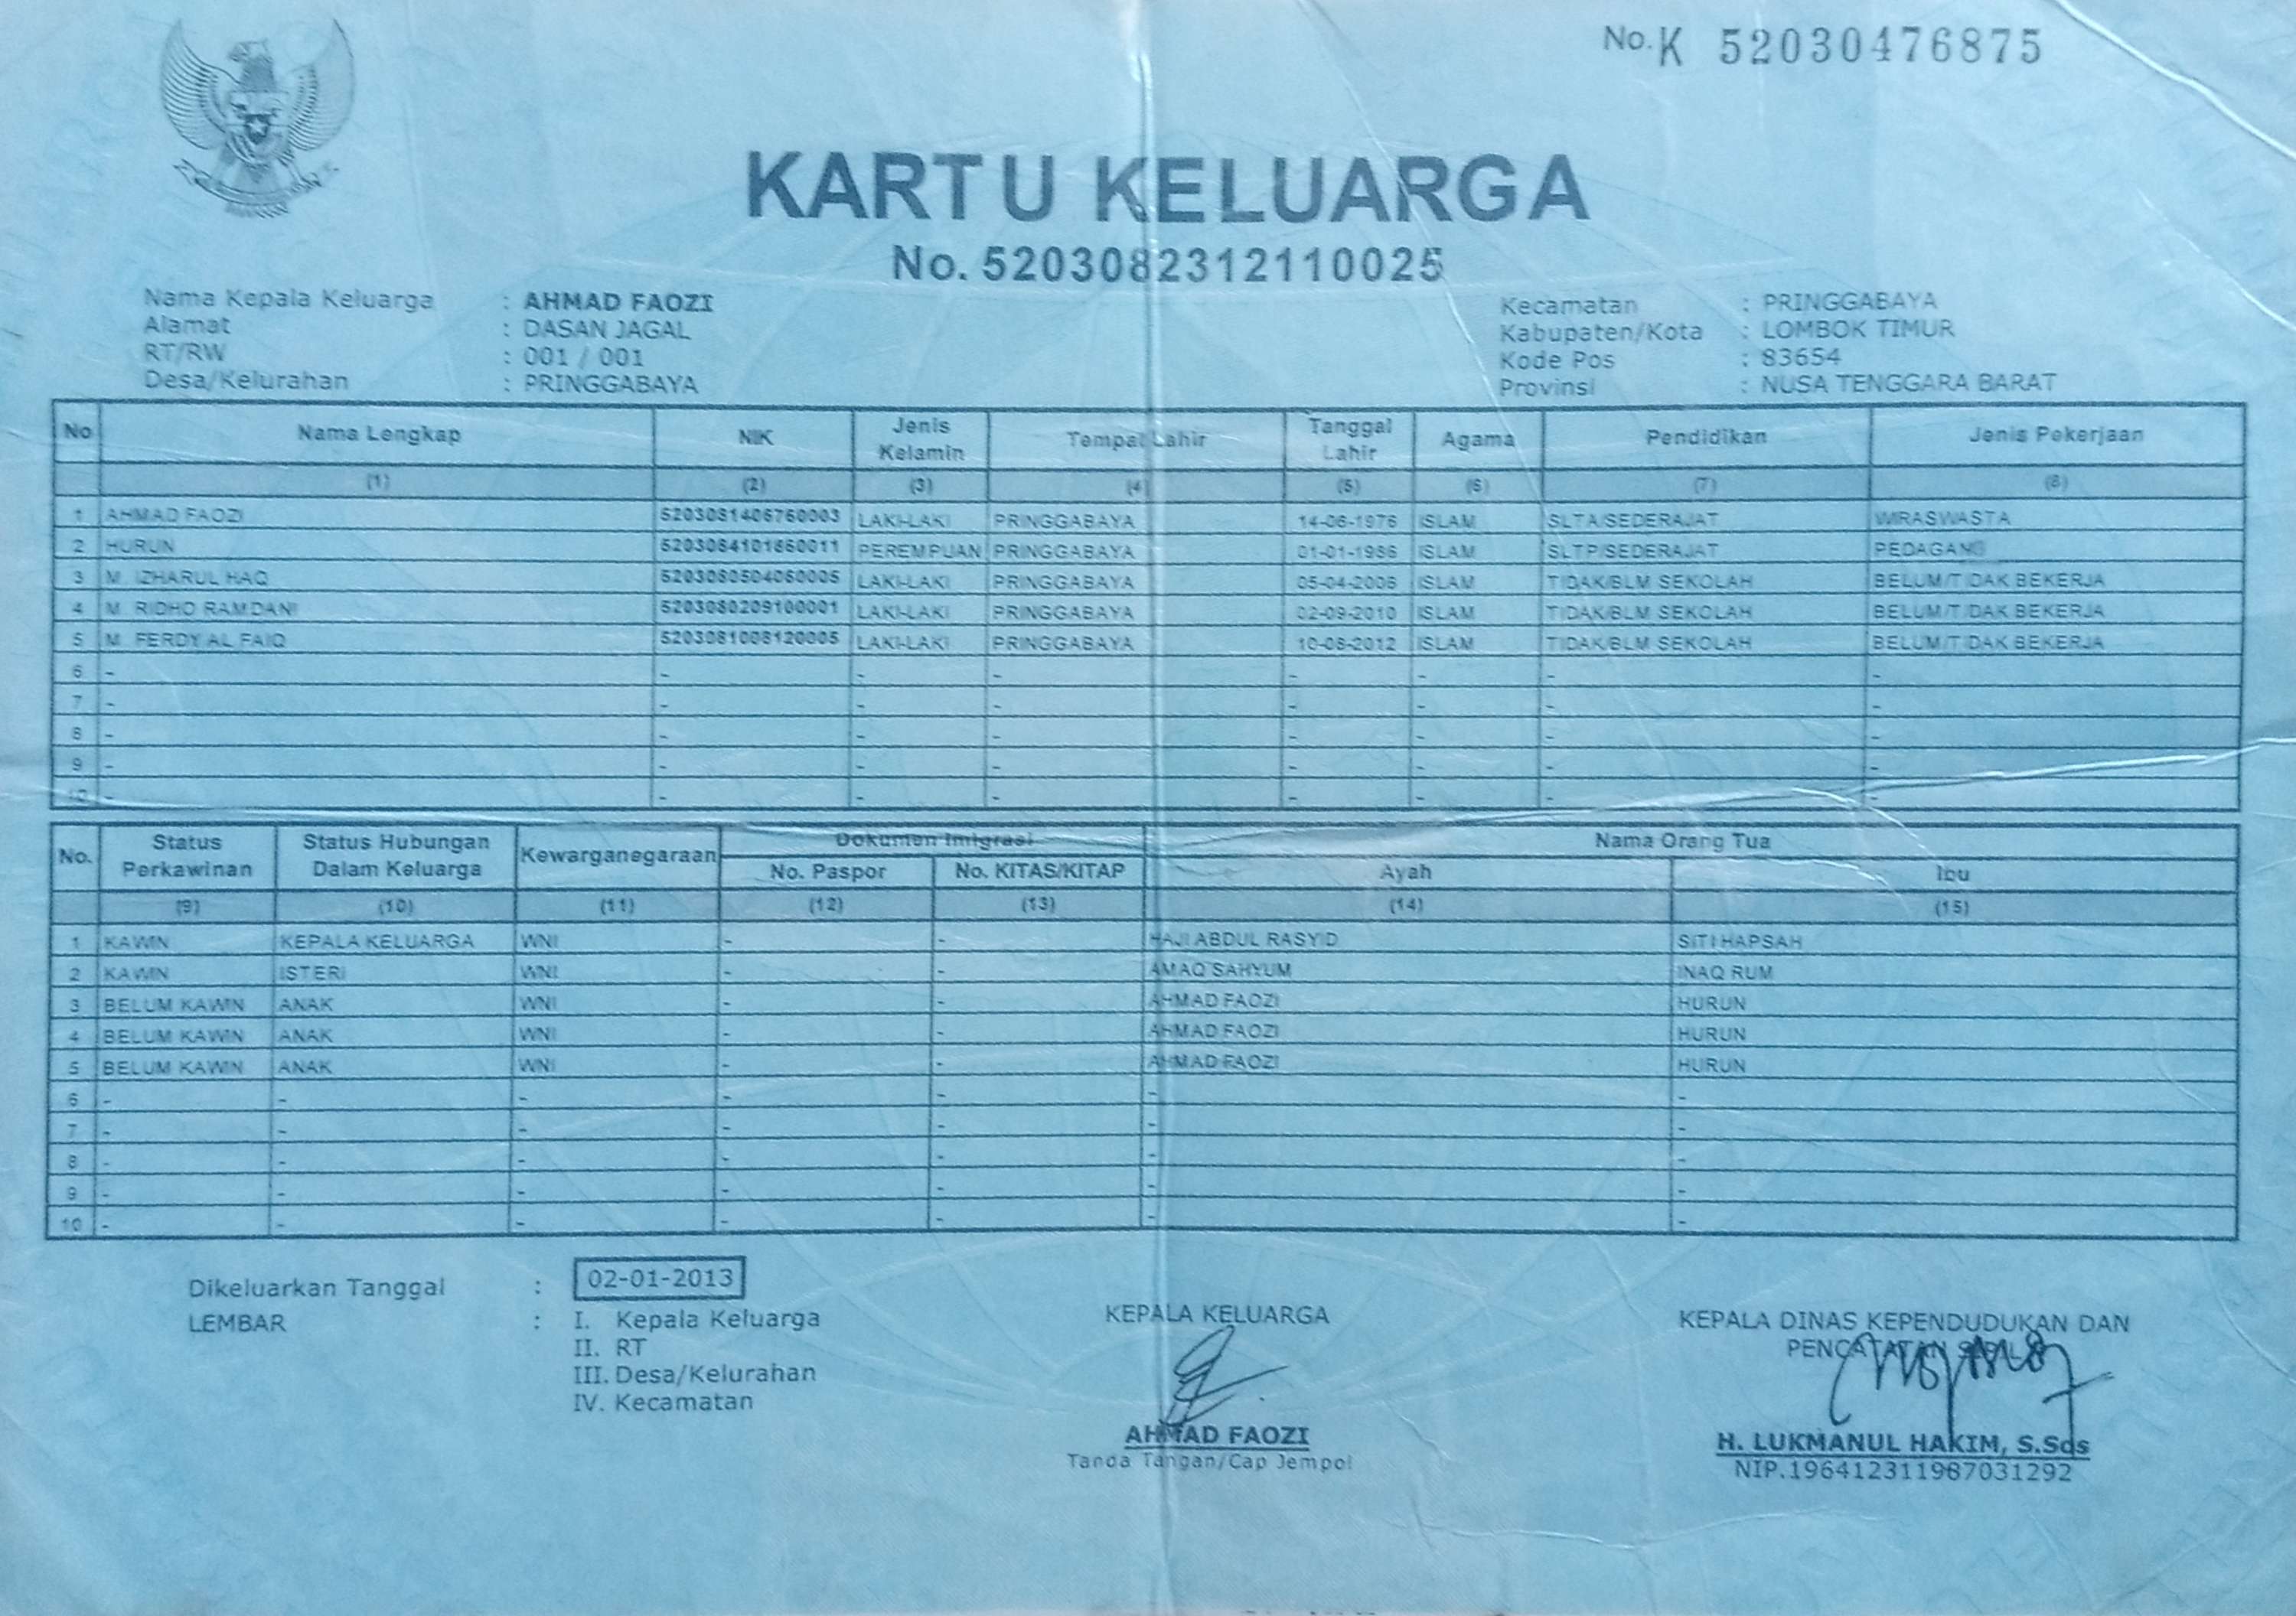 No. K 52030476875
KARTU KELUARGA
No. 5203082312110025
Nama Kepala Keluarga : AHMAD FAOZI
Alamat : DASAN JAGAL
RT/RW : 001 / 001
Desa/Kelurahan : PRINGGABAYA
Kecamatan : PRINGGABAYA
Kabupaten/Kota : LOMBOK TIMUR
Kode Pos : 83654
Provinsi : NUSA TENGGARA BARAT
No Nama Lengkap NIK Jenis Kelamin Tempat Lahir Tanggal Lahir Agama Pendidikan Jenis Pekerjaan
(1) (2) (3) (4) (5) (6) (7) (8)
1 AHMAD FAOZI 5203081406760003 LAKI-LAKI PRINGGABAYA 14-06-1976 ISLAM SLTA/SEDERAJAT WIRASWASTA
2 HURUN 5203084101860011 PEREMPUAN PRINGGABAYA 01-01-1986 ISLAM SLTP/SEDERAJAT PEDAGANG
3 M. IZHARUL HAQ 5203080504060005 LAKI-LAKI PRINGGABAYA 05-04-2006 ISLAM TIDAK/BLM SEKOLAH BELUM/TIDAK BEKERJA
4 M. RIDHO RAMDANI 5203080209100001 LAKI-LAKI PRINGGABAYA 02-09-2010 ISLAM TIDAK/BLM SEKOLAH BELUM/TIDAK BEKERJA
5 M. FERDY AL FAIQ 5203081008120005 LAKI-LAKI PRINGGABAYA 10-08-2012 ISLAM TIDAK/BLM SEKOLAH BELUM/TIDAK BEKERJA
6 - - - - - - - -
7 - - - - - - - -
8 - - - - - - - -
9 - - - - - - - -
10 - - - - - - - -
No. Status Perkawinan Status Hubungan Dalam Keluarga Kewarganegaraan Dokumen Imigrasi Nama Orang Tua
No. Paspor No. KITAS/KITAP Ayah Ibu
(9) (10) (11) (12) (13) (14) (15)
1 KAWIN KEPALA KELUARGA WNI - - HAJI ABDUL RASYID SITI HAPSAH
2 KAWIN ISTERI WNI - - AMAQ SAHYUM INAQ RUM
3 BELUM KAWIN ANAK WNI - - AHMAD FAOZI HURUN
4 BELUM KAWIN ANAK WNI - - AHMAD FAOZI HURUN
5 BELUM KAWIN ANAK WNI - - AHMAD FAOZI HURUN
6 - - - - - - -
7 - - - - - - -
8 - - - - - - -
9 - - - - - - -
10 - - - - - - -
Dikeluarkan Tanggal : 02-01-2013
LEMBAR : I. Kepala Keluarga
II. RT
III. Desa/Kelurahan
IV. Kecamatan
KEPALA KELUARGA
AHMAD FAOZI
Tanda Tangan/Cap Jempol
KEPALA DINAS KEPENDUDUKAN DAN
PENCATATAN SIPIL
H. LUKMANUL HAKIM, S.Sos
NIP.196412311987031292